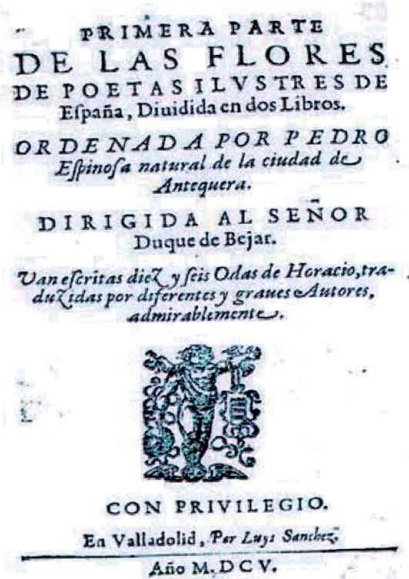 PRIMERA PARTE
DE LAS FLORES
DE POETAS ILVSTRES DE
Eſpaña, Diuidida en dos Libros.
ORDENADA POR PEDRO
Eſpinoſa natural de la ciudad de
Antequera.
DIRIGIDA AL SEÑOR
Duque de Bejar.
Van eſcritas diez y ſeis Odas de Horacio, tra-
duzidas por diferentes y graues Autores,
admirablemente.
CON PRIVILEGIO.
En Valladolid, Por Luys Sanchez.
Año M.DCV.